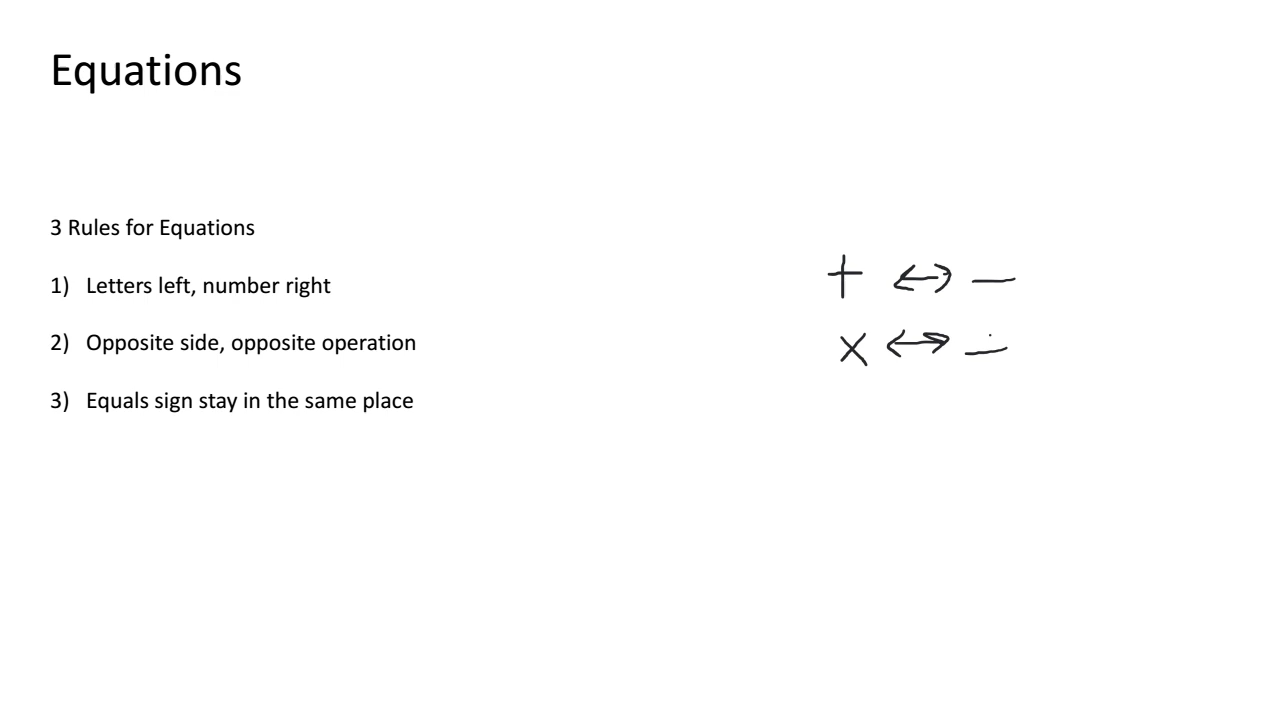 Equations
3 Rules for Equations
1) Letters left, number right
2) Opposite side, opposite operation
3) Equals sign stay in the same place
+ ↔ −
× ↔ ÷